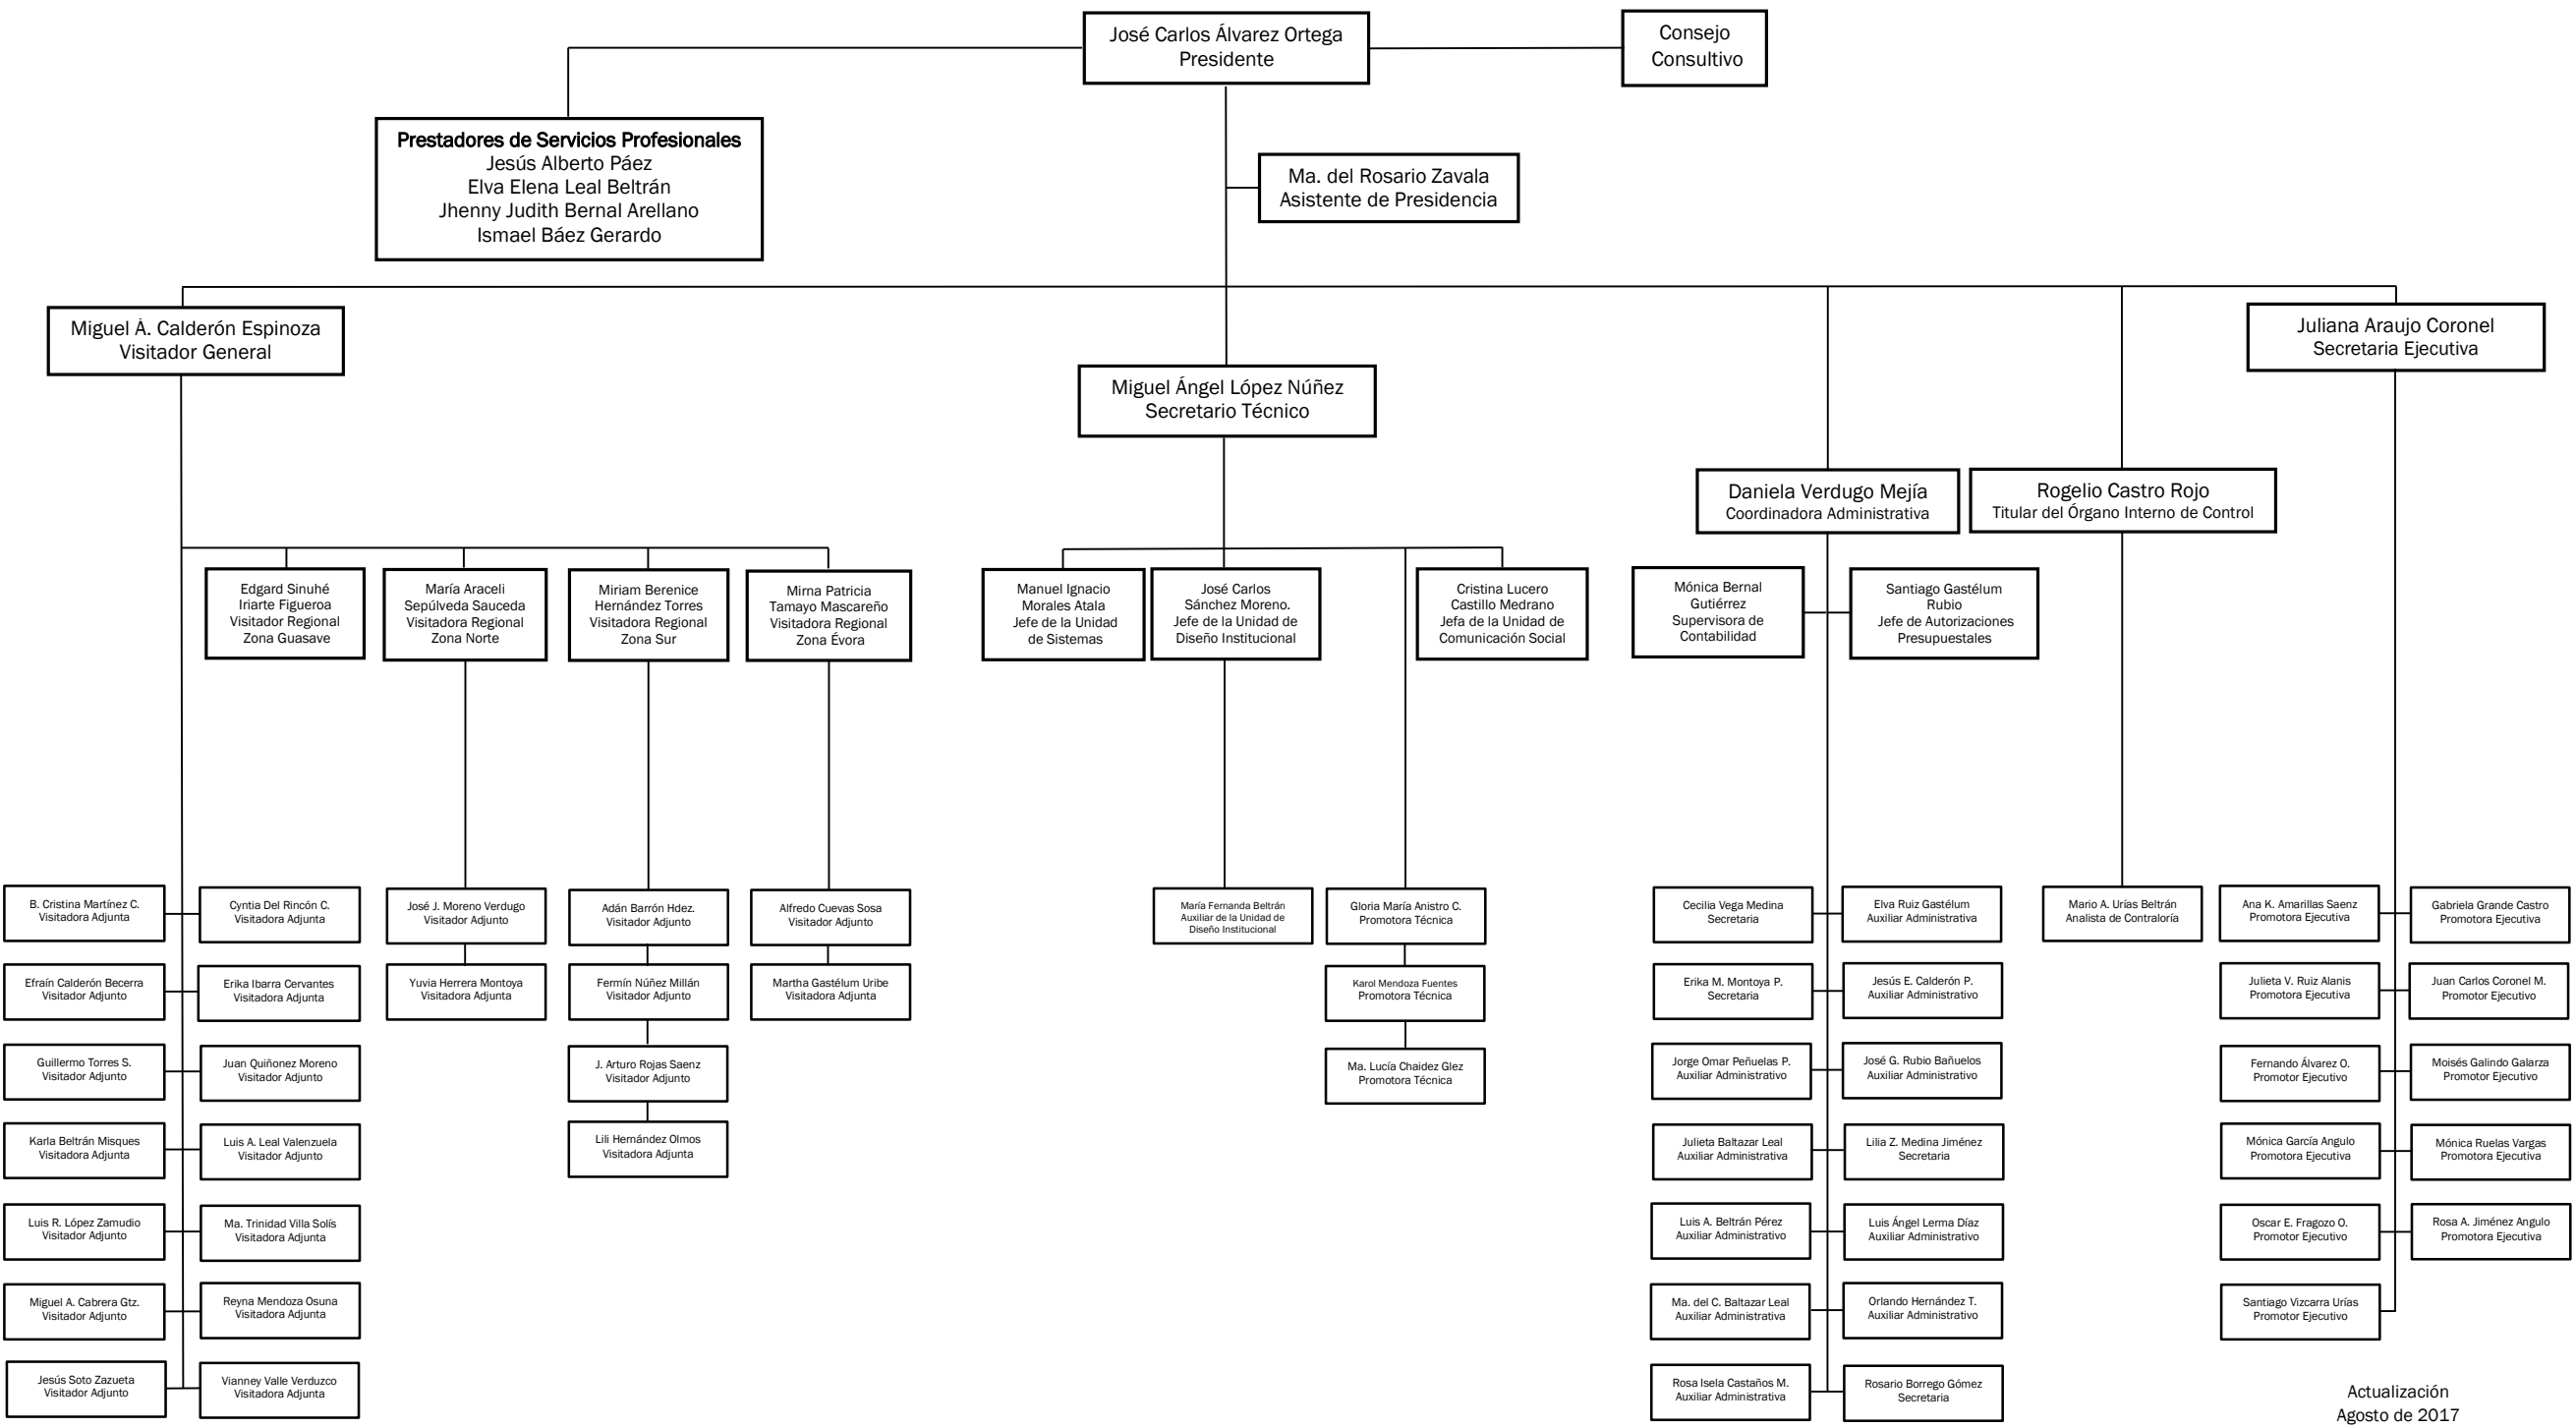 José Carlos Álvarez Ortega
Presidente
Consejo
Consultivo
Prestadores de Servicios Profesionales
Jesús Alberto Páez
Elva Elena Leal Beltrán
Jhenny Judith Bernal Arellano
Ismael Báez Gerardo
Ma. del Rosario Zavala
Asistente de Presidencia
Miguel Á. Calderón Espinoza
Visitador General
Juliana Araujo Coronel
Secretaria Ejecutiva
Miguel Ángel López Núñez
Secretario Técnico
Daniela Verdugo Mejía
Coordinadora Administrativa
Rogelio Castro Rojo
Titular del Órgano Interno de Control
Edgard Sinuhé
Iriarte Figueroa
Visitador Regional
Zona Guasave
María Araceli
Sepúlveda Sauceda
Visitadora Regional
Zona Norte
Miriam Berenice
Hernández Torres
Visitadora Regional
Zona Sur
Mirna Patricia
Tamayo Mascareño
Visitadora Regional
Zona Évora
Manuel Ignacio
Morales Atala
Jefe de la Unidad
de Sistemas
José Carlos
Sánchez Moreno.
Jefe de la Unidad de
Diseño Institucional
Cristina Lucero
Castillo Medrano
Jefa de la Unidad de
Comunicación Social
Mónica Bernal
Gutiérrez
Supervisora de
Contabilidad
Santiago Gastélum
Rubio
Jefe de Autorizaciones
Presupuestales
B. Cristina Martínez C.
Visitadora Adjunta
Cyntia Del Rincón C.
Visitadora Adjunta
José J. Moreno Verdugo
Visitador Adjunto
Adán Barrón Hdez.
Visitador Adjunto
Alfredo Cuevas Sosa
Visitador Adjunto
María Fernanda Beltrán
Auxiliar de la Unidad de
Diseño Institucional
Gloria María Anistro C.
Promotora Técnica
Cecilia Vega Medina
Secretaria
Elva Ruiz Gastélum
Auxiliar Administrativa
Mario A. Urías Beltrán
Analista de Contraloría
Ana K. Amarillas Saenz
Promotora Ejecutiva
Gabriela Grande Castro
Promotora Ejecutiva
Efraín Calderón Becerra
Visitador Adjunto
Erika Ibarra Cervantes
Visitadora Adjunta
Yuvia Herrera Montoya
Visitadora Adjunta
Fermín Núñez Millán
Visitador Adjunto
Martha Gastélum Uribe
Visitadora Adjunta
Karol Mendoza Fuentes
Promotora Técnica
Erika M. Montoya P.
Secretaria
Jesús E. Calderón P.
Auxiliar Administrativo
Julieta V. Ruiz Alanis
Promotora Ejecutiva
Juan Carlos Coronel M.
Promotor Ejecutivo
Guillermo Torres S.
Visitador Adjunto
Juan Quiñonez Moreno
Visitador Adjunto
J. Arturo Rojas Saenz
Visitador Adjunto
Ma. Lucía Chaidez Glez
Promotora Técnica
Jorge Omar Peñuelas P.
Auxiliar Administrativo
José G. Rubio Bañuelos
Auxiliar Administrativo
Fernando Álvarez O.
Promotor Ejecutivo
Moisés Galindo Galarza
Promotor Ejecutivo
Karla Beltrán Misques
Visitadora Adjunta
Luis A. Leal Valenzuela
Visitador Adjunto
Lili Hernández Olmos
Visitadora Adjunta
Julieta Baltazar Leal
Auxiliar Administrativa
Lilia Z. Medina Jiménez
Secretaria
Mónica García Angulo
Promotora Ejecutiva
Mónica Ruelas Vargas
Promotora Ejecutiva
Luis R. López Zamudio
Visitador Adjunto
Ma. Trinidad Villa Solís
Visitadora Adjunta
Luis A. Beltrán Pérez
Auxiliar Administrativo
Luis Ángel Lerma Díaz
Auxiliar Administrativo
Oscar E. Fragozo O.
Promotor Ejecutivo
Rosa A. Jiménez Angulo
Promotora Ejecutiva
Miguel A. Cabrera Gtz.
Visitador Adjunto
Reyna Mendoza Osuna
Visitadora Adjunta
Ma. del C. Baltazar Leal
Auxiliar Administrativa
Orlando Hernández T.
Auxiliar Administrativo
Santiago Vizcarra Urías
Promotor Ejecutivo
Jesús Soto Zazueta
Visitador Adjunto
Vianney Valle Verduzco
Visitadora Adjunta
Rosa Isela Castaños M.
Auxiliar Administrativa
Rosario Borrego Gómez
Secretaria
Actualización
Agosto de 2017